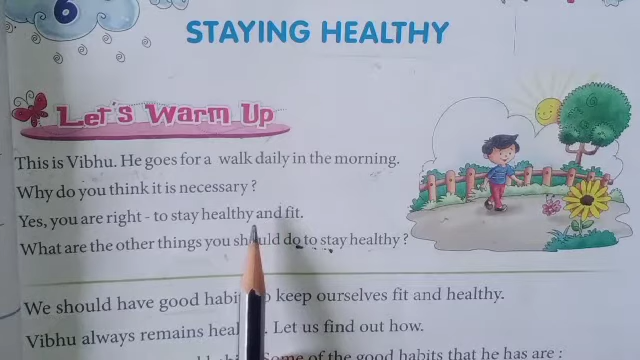 6
STAYING HEALTHY
Let's Warm Up
This is Vibhu. He goes for a walk daily in the morning.
Why do you think it is necessary?
Yes, you are right - to stay healthy and fit.
What are the other things you should do to stay healthy?
We should have good to keep ourselves fit and healthy.
Vibhu always remains Let us find out how.
Some of the good habits that he has are :